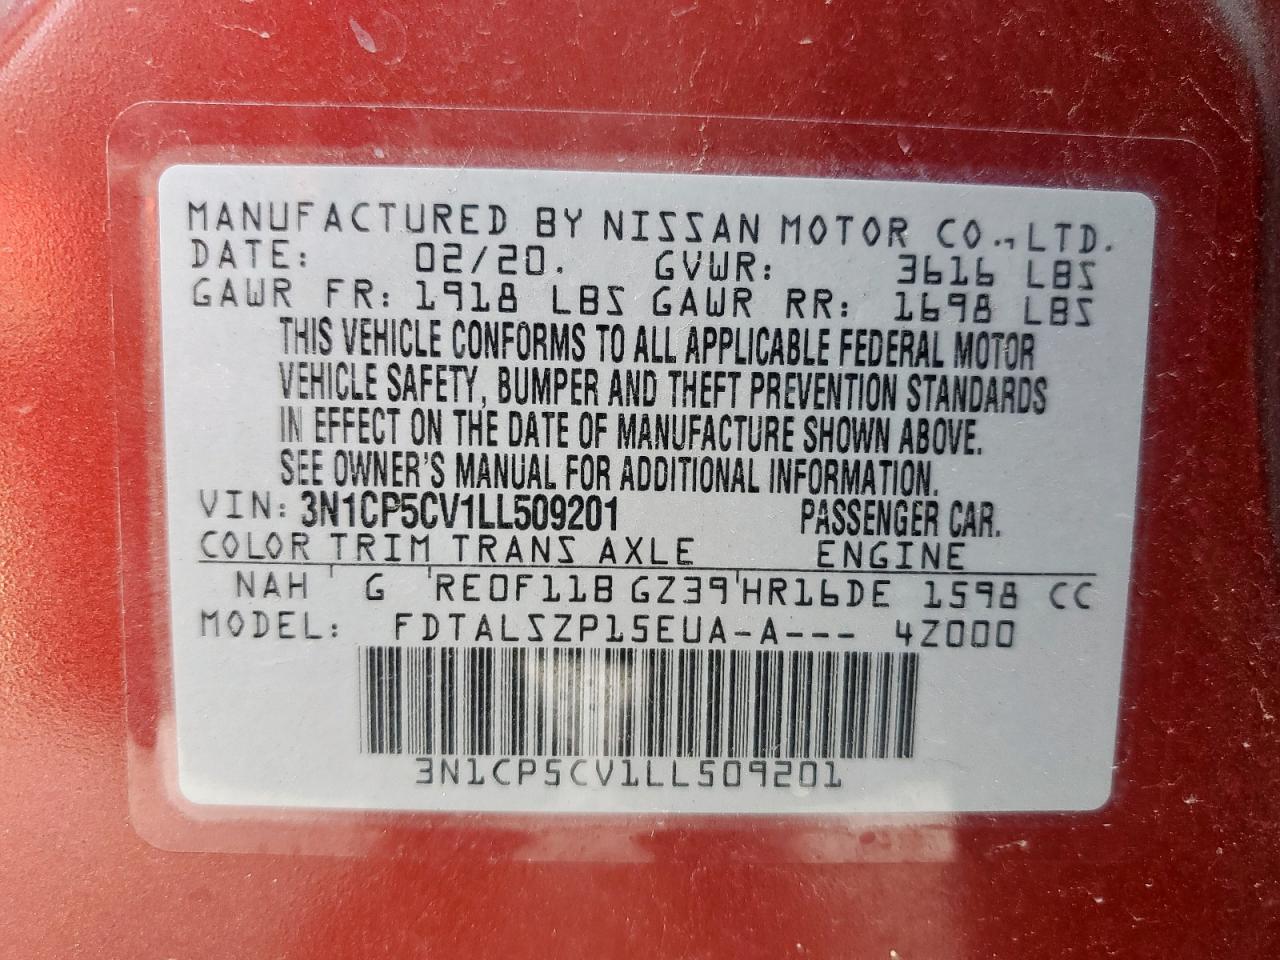 MANUFACTURED BY NISSAN MOTOR CO., LTD.
DATE: 02/20. GVWR: 3616 LBS
GAWR FR: 1918 LBS GAWR RR: 1698 LBS
THIS VEHICLE CONFORMS TO ALL APPLICABLE FEDERAL MOTOR
VEHICLE SAFETY, BUMPER AND THEFT PREVENTION STANDARDS
IN EFFECT ON THE DATE OF MANUFACTURE SHOWN ABOVE.
SEE OWNER'S MANUAL FOR ADDITIONAL INFORMATION.
VIN: 3N1CP5CV1LL509201 PASSENGER CAR.
COLOR TRIM TRANS AXLE ENGINE
NAH ' G 'RE0F11B GZ39'HR16DE 1598 CC
MODEL: FDTALSZP15EUA-A--- 4Z000
3N1CP5CV1LL509201